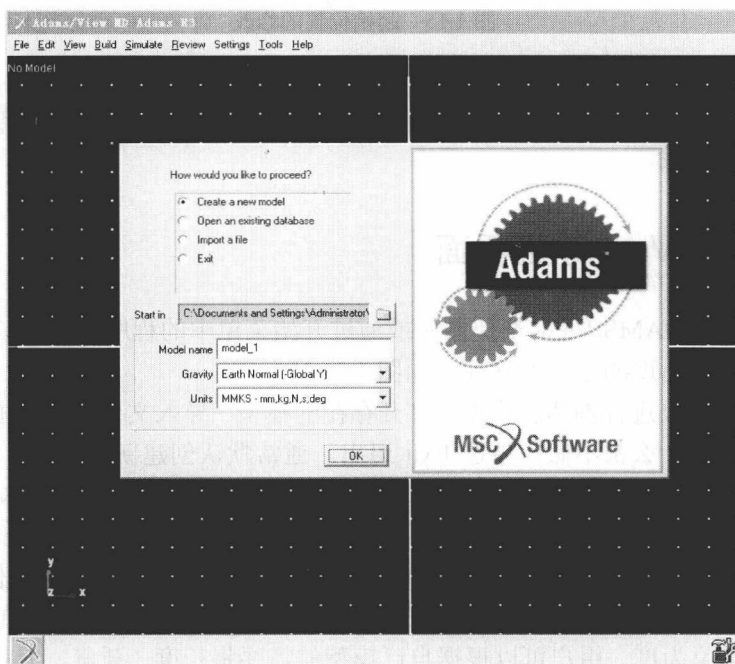 Adams/View MD Adams R3
File Edit View Build Simulate Review Settings Tools Help
No Model
How would you like to proceed?
Create a new model
Open an existing database
Import a file
Exit
Start in C:\Documents and Settings\Administrator\
Model name model_1
Gravity Earth Normal (-Global Y)
Units MMKS - mm,kg,N,s,deg
OK
Adams
MSC Software
y
z x